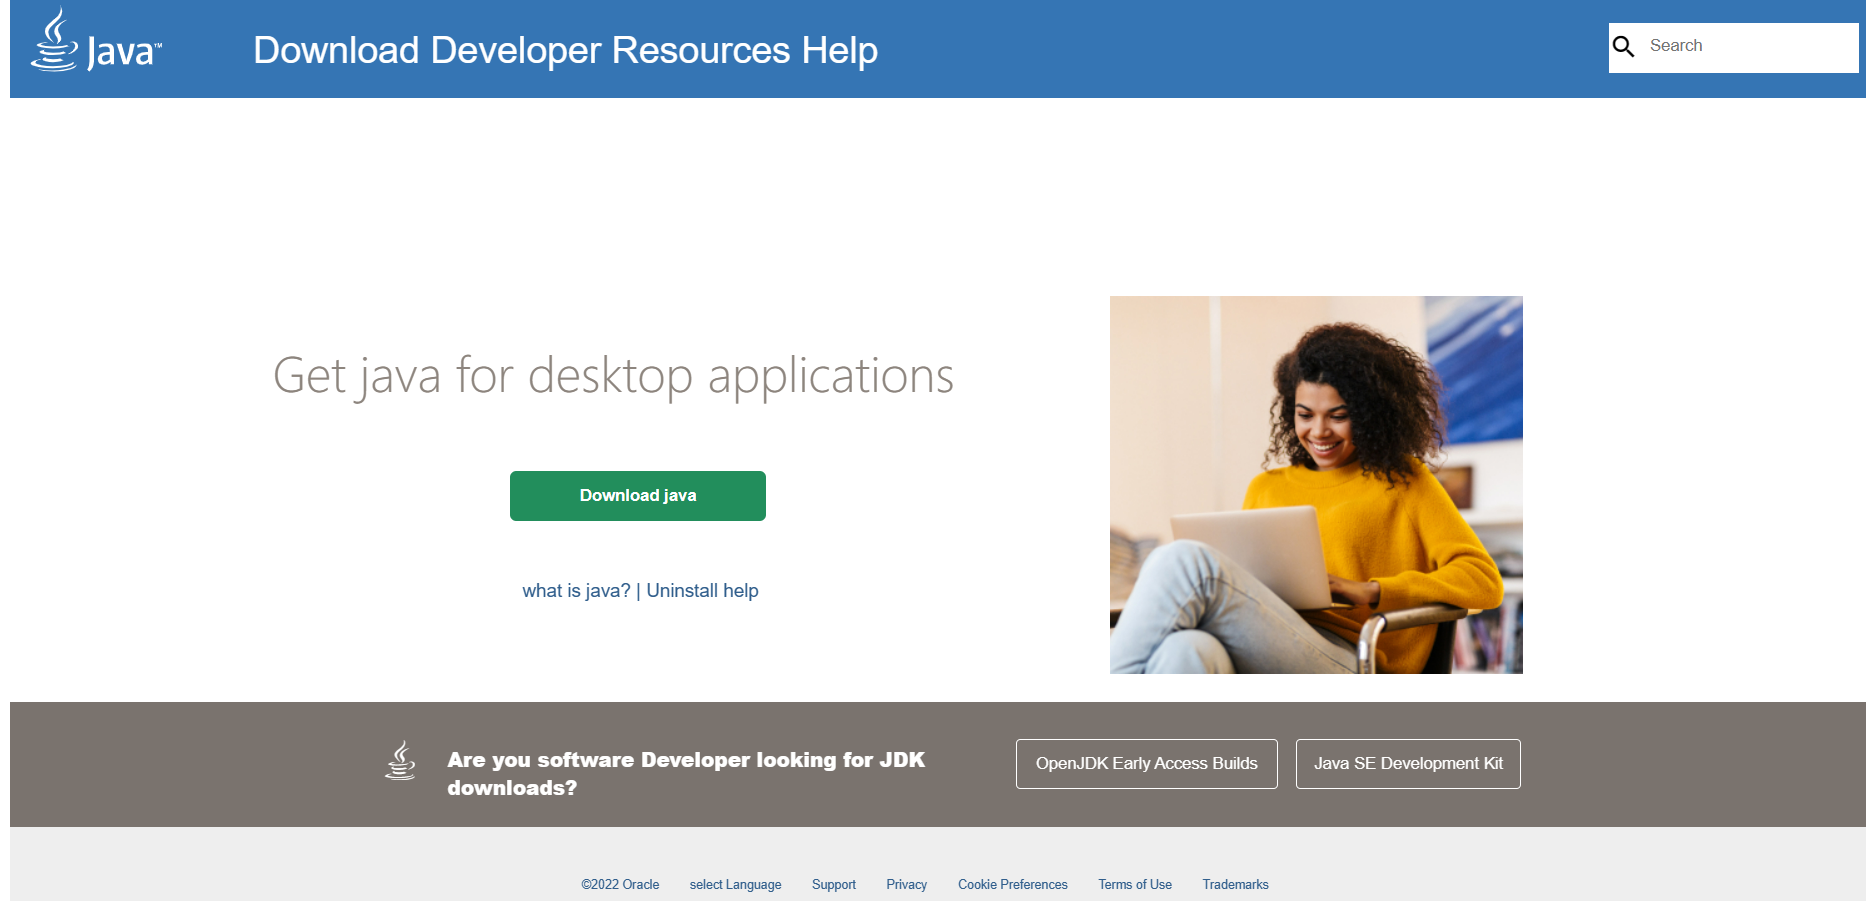 Java™
Download Developer Resources Help
Search
Get java for desktop applications
Download java
what is java? | Uninstall help
Are you software Developer looking for JDK
downloads?
OpenJDK Early Access Builds
Java SE Development Kit
©2022 Oracle select Language Support Privacy Cookie Preferences Terms of Use Trademarks